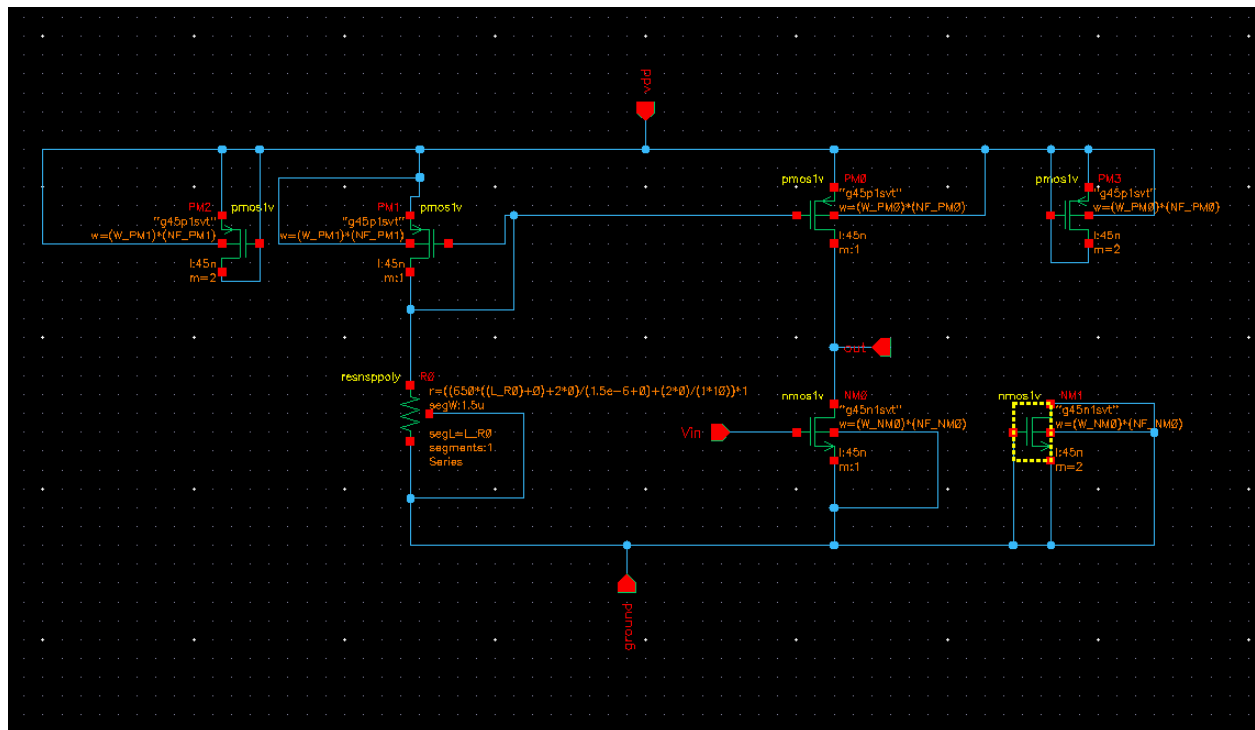 vdd
PM2
pmos1v
"g45p1svt"
w=(W_PM1)*(NF_PM1)
l:45n
m=2
PM1
pmos1v
"g45p1svt"
w=(W_PM1)*(NF_PM1)
l:45n
m:1
pmos1v
PM0
"g45p1svt"
w=(W_PM0)*(NF_PM0)
l:45n
m:1
pmos1v
PM3
"g45p1svt"
w=(W_PM0)*(NF_PM0)
l:45n
m=2
out
resnsppoly
R0
r=((650*((L_R0)+0)+2*0)/(1.5e-6+0)+(2*0)/(1*10))*1
segW:1.5u
segL=L_R0
segments:1
Series
Vin
nmos1v
NM0
"g45n1svt"
w=(W_NM0)*(NF_NM0)
l:45n
m:1
nmos1v
NM1
"g45n1svt"
w=(W_NM0)*(NF_NM0)
l:45n
m=2
ground